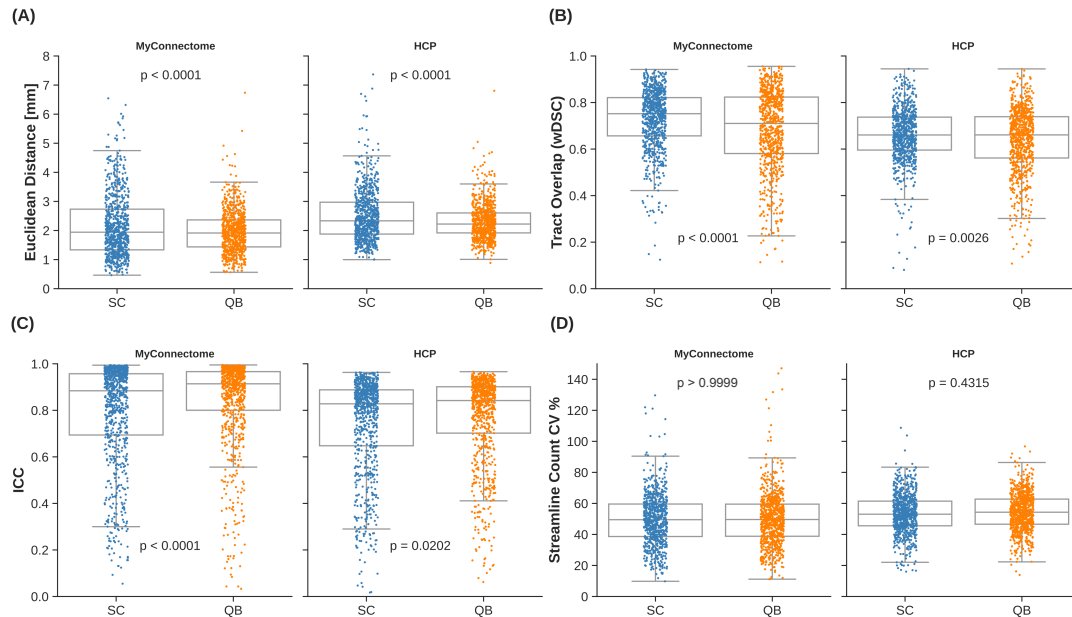 (A)
MyConnectome
HCP
Euclidean Distance [mm]
8
7
6
5
4
3
2
1
0
p < 0.0001
p < 0.0001
SC
QB
SC
QB
(B)
MyConnectome
HCP
Tract Overlap (wDSC)
1.0
0.8
0.6
0.4
0.2
0.0
p < 0.0001
p = 0.0026
SC
QB
SC
QB
(C)
MyConnectome
HCP
ICC
1.0
0.8
0.6
0.4
0.2
0.0
p < 0.0001
p = 0.0202
SC
QB
SC
QB
(D)
MyConnectome
HCP
Streamline Count CV %
140
120
100
80
60
40
20
0
p > 0.9999
p = 0.4315
SC
QB
SC
QB